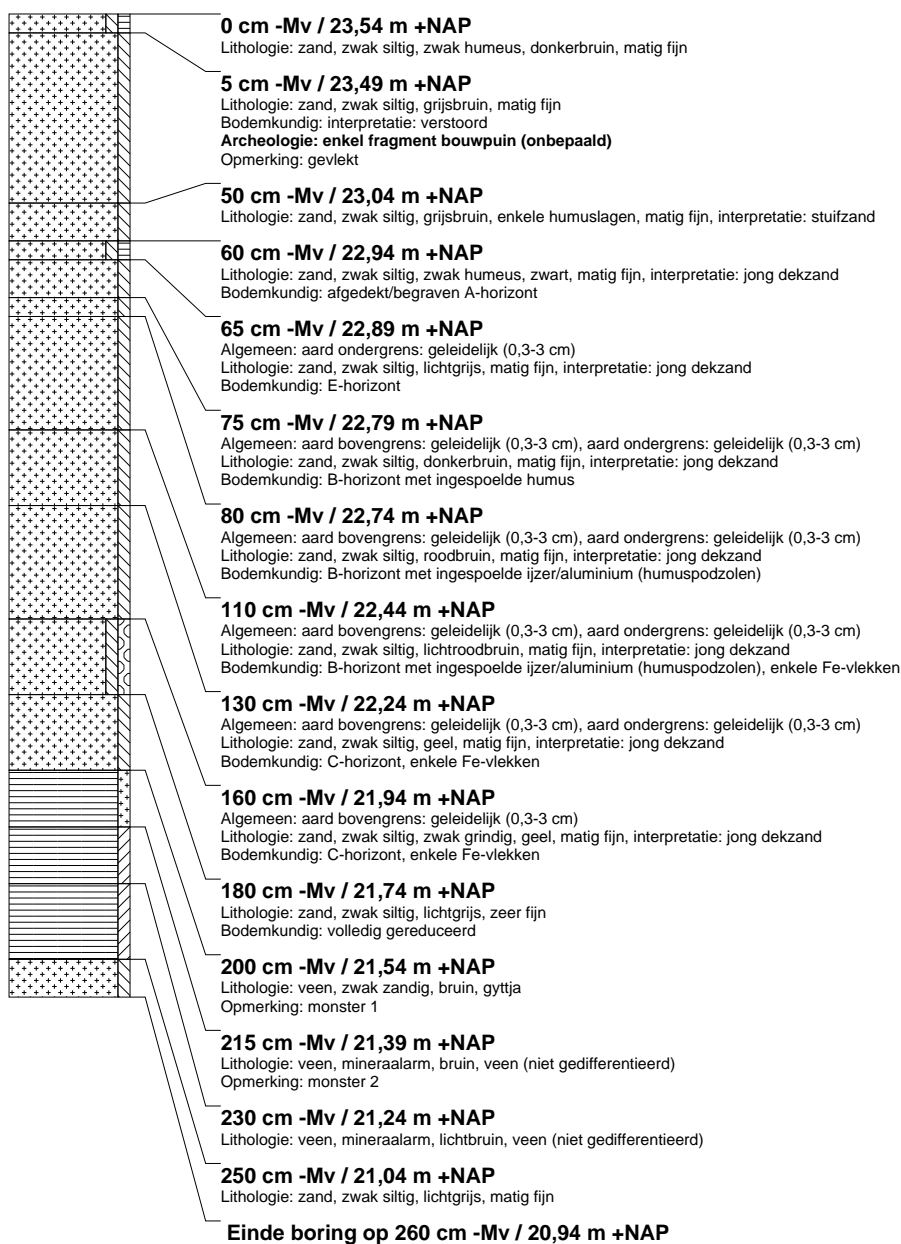 0 cm -Mv / 23,54 m +NAP
Lithologie: zand, zwak siltig, zwak humeus, donkerbruin, matig fijn
5 cm -Mv / 23,49 m +NAP
Lithologie: zand, zwak siltig, grijsbruin, matig fijn
Bodemkundig: interpretatie: verstoord
Archeologie: enkel fragment bouwpuin (onbepaald)
Opmerking: gevlekt
50 cm -Mv / 23,04 m +NAP
Lithologie: zand, zwak siltig, grijsbruin, enkele humuslagen, matig fijn, interpretatie: stuifzand
60 cm -Mv / 22,94 m +NAP
Lithologie: zand, zwak siltig, zwak humeus, zwart, matig fijn, interpretatie: jong dekzand
Bodemkundig: afgedekt/begraven A-horizont
65 cm -Mv / 22,89 m +NAP
Algemeen: aard ondergrens: geleidelijk (0,3-3 cm)
Lithologie: zand, zwak siltig, lichtgrijs, matig fijn, interpretatie: jong dekzand
Bodemkundig: E-horizont
75 cm -Mv / 22,79 m +NAP
Algemeen: aard bovengrens: geleidelijk (0,3-3 cm), aard ondergrens: geleidelijk (0,3-3 cm)
Lithologie: zand, zwak siltig, donkerbruin, matig fijn, interpretatie: jong dekzand
Bodemkundig: B-horizont met ingespoelde humus
80 cm -Mv / 22,74 m +NAP
Algemeen: aard bovengrens: geleidelijk (0,3-3 cm), aard ondergrens: geleidelijk (0,3-3 cm)
Lithologie: zand, zwak siltig, roodbruin, matig fijn, interpretatie: jong dekzand
Bodemkundig: B-horizont met ingespoelde ijzer/aluminium (humuspodzolen)
110 cm -Mv / 22,44 m +NAP
Algemeen: aard bovengrens: geleidelijk (0,3-3 cm), aard ondergrens: geleidelijk (0,3-3 cm)
Lithologie: zand, zwak siltig, lichtroodbruin, matig fijn, interpretatie: jong dekzand
Bodemkundig: B-horizont met ingespoelde ijzer/aluminium (humuspodzolen), enkele Fe-vlekken
130 cm -Mv / 22,24 m +NAP
Algemeen: aard bovengrens: geleidelijk (0,3-3 cm), aard ondergrens: geleidelijk (0,3-3 cm)
Lithologie: zand, zwak siltig, geel, matig fijn, interpretatie: jong dekzand
Bodemkundig: C-horizont, enkele Fe-vlekken
160 cm -Mv / 21,94 m +NAP
Algemeen: aard bovengrens: geleidelijk (0,3-3 cm)
Lithologie: zand, zwak siltig, zwak grindig, geel, matig fijn, interpretatie: jong dekzand
Bodemkundig: C-horizont, enkele Fe-vlekken
180 cm -Mv / 21,74 m +NAP
Lithologie: zand, zwak siltig, lichtgrijs, zeer fijn
Bodemkundig: volledig gereduceerd
200 cm -Mv / 21,54 m +NAP
Lithologie: veen, zwak zandig, bruin, gyttja
Opmerking: monster 1
215 cm -Mv / 21,39 m +NAP
Lithologie: veen, mineraalarm, bruin, veen (niet gedifferentieerd)
Opmerking: monster 2
230 cm -Mv / 21,24 m +NAP
Lithologie: veen, mineraalarm, lichtbruin, veen (niet gedifferentieerd)
250 cm -Mv / 21,04 m +NAP
Lithologie: zand, zwak siltig, lichtgrijs, matig fijn
Einde boring op 260 cm -Mv / 20,94 m +NAP